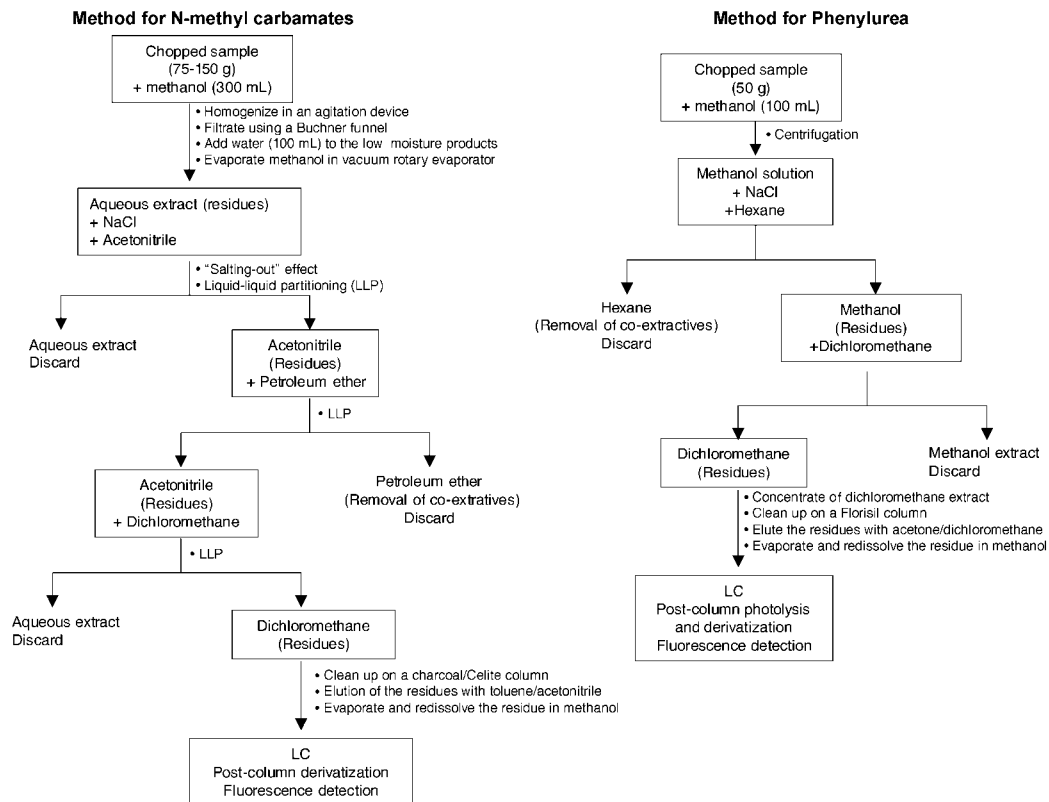 Method for N-methyl carbamates
Chopped sample
(75-150 g)
+ methanol (300 mL)
• Homogenize in an agitation device
• Filtrate using a Buchner funnel
• Add water (100 mL) to the low moisture products
• Evaporate methanol in vacuum rotary evaporator
Aqueous extract (residues)
+ NaCl
+ Acetonitrile
• “Salting-out” effect
• Liquid-liquid partitioning (LLP)
Aqueous extract
Discard
Acetonitrile
(Residues)
+ Petroleum ether
• LLP
Acetonitrile
(Residues)
+ Dichloromethane
Petroleum ether
(Removal of co-extratives)
Discard
• LLP
Aqueous extract
Discard
Dichloromethane
(Residues)
• Clean up on a charcoal/Celite column
• Elution of the residues with toluene/acetonitrile
• Evaporate and redissolve the residue in methanol
LC
Post-column derivatization
Fluorescence detection
Method for Phenylurea
Chopped sample
(50 g)
+ methanol (100 mL)
• Centrifugation
Methanol solution
+ NaCl
+Hexane
Hexane
(Removal of co-extractives)
Discard
Methanol
(Residues)
+Dichloromethane
Dichloromethane
(Residues)
Methanol extract
Discard
• Concentrate of dichloromethane extract
• Clean up on a Florisil column
• Elute the residues with acetone/dichloromethane
• Evaporate and redissolve the residue in methanol
LC
Post-column photolysis
and derivatization
Fluorescence detection